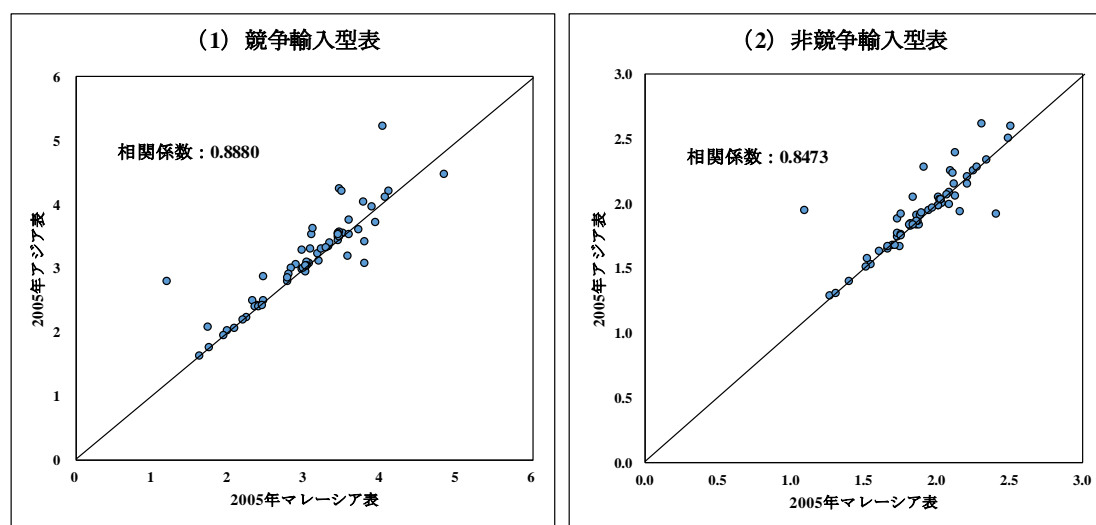 (1) 競争輸入型表
相関係数：0.8880
2005年アジア表
6
5
4
3
2
1
0
0 1 2 3 4 5 6
2005年マレーシア表
(2) 非競争輸入型表
相関係数：0.8473
2005年アジア表
3.0
2.5
2.0
1.5
1.0
0.5
0.0
0.0 0.5 1.0 1.5 2.0 2.5 3.0
2005年マレーシア表